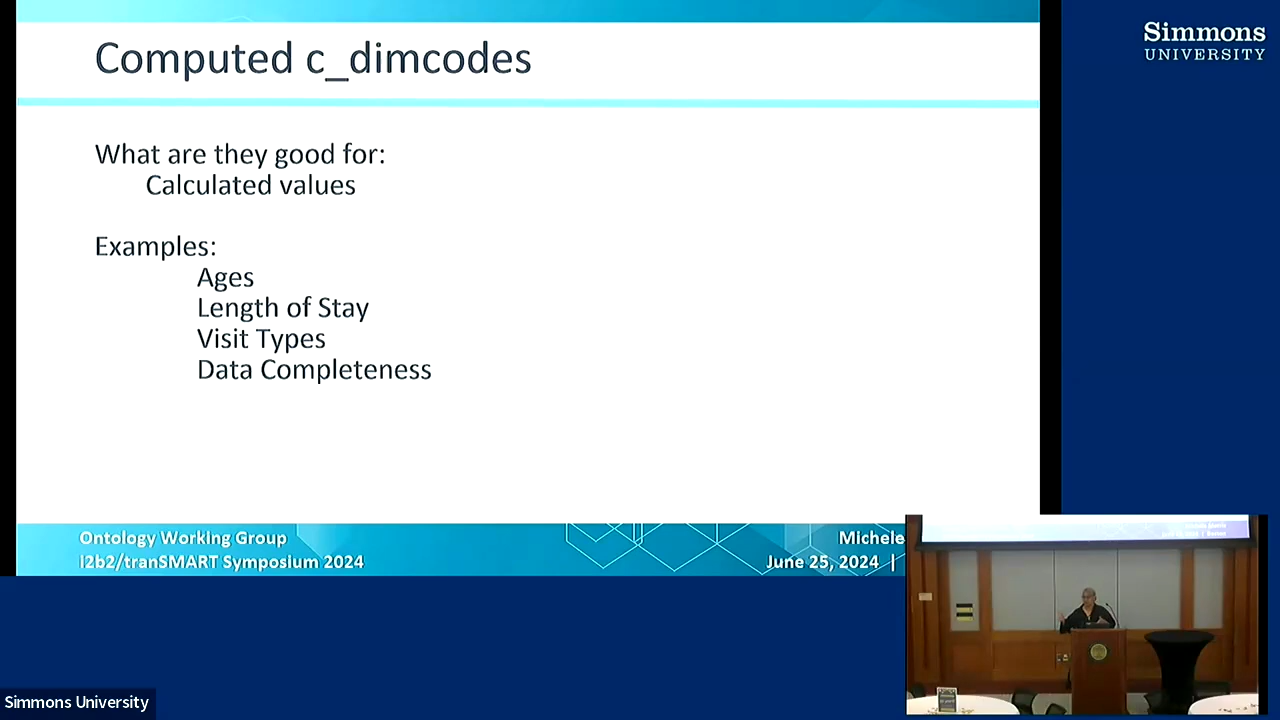 Computed c_dimcodes
What are they good for:
Calculated values
Examples:
Ages
Length of Stay
Visit Types
Data Completeness
Ontology Working Group
i2b2/tranSMART Symposium 2024
Michele
June 25, 2024 |
Simmons
UNIVERSITY
Simmons University